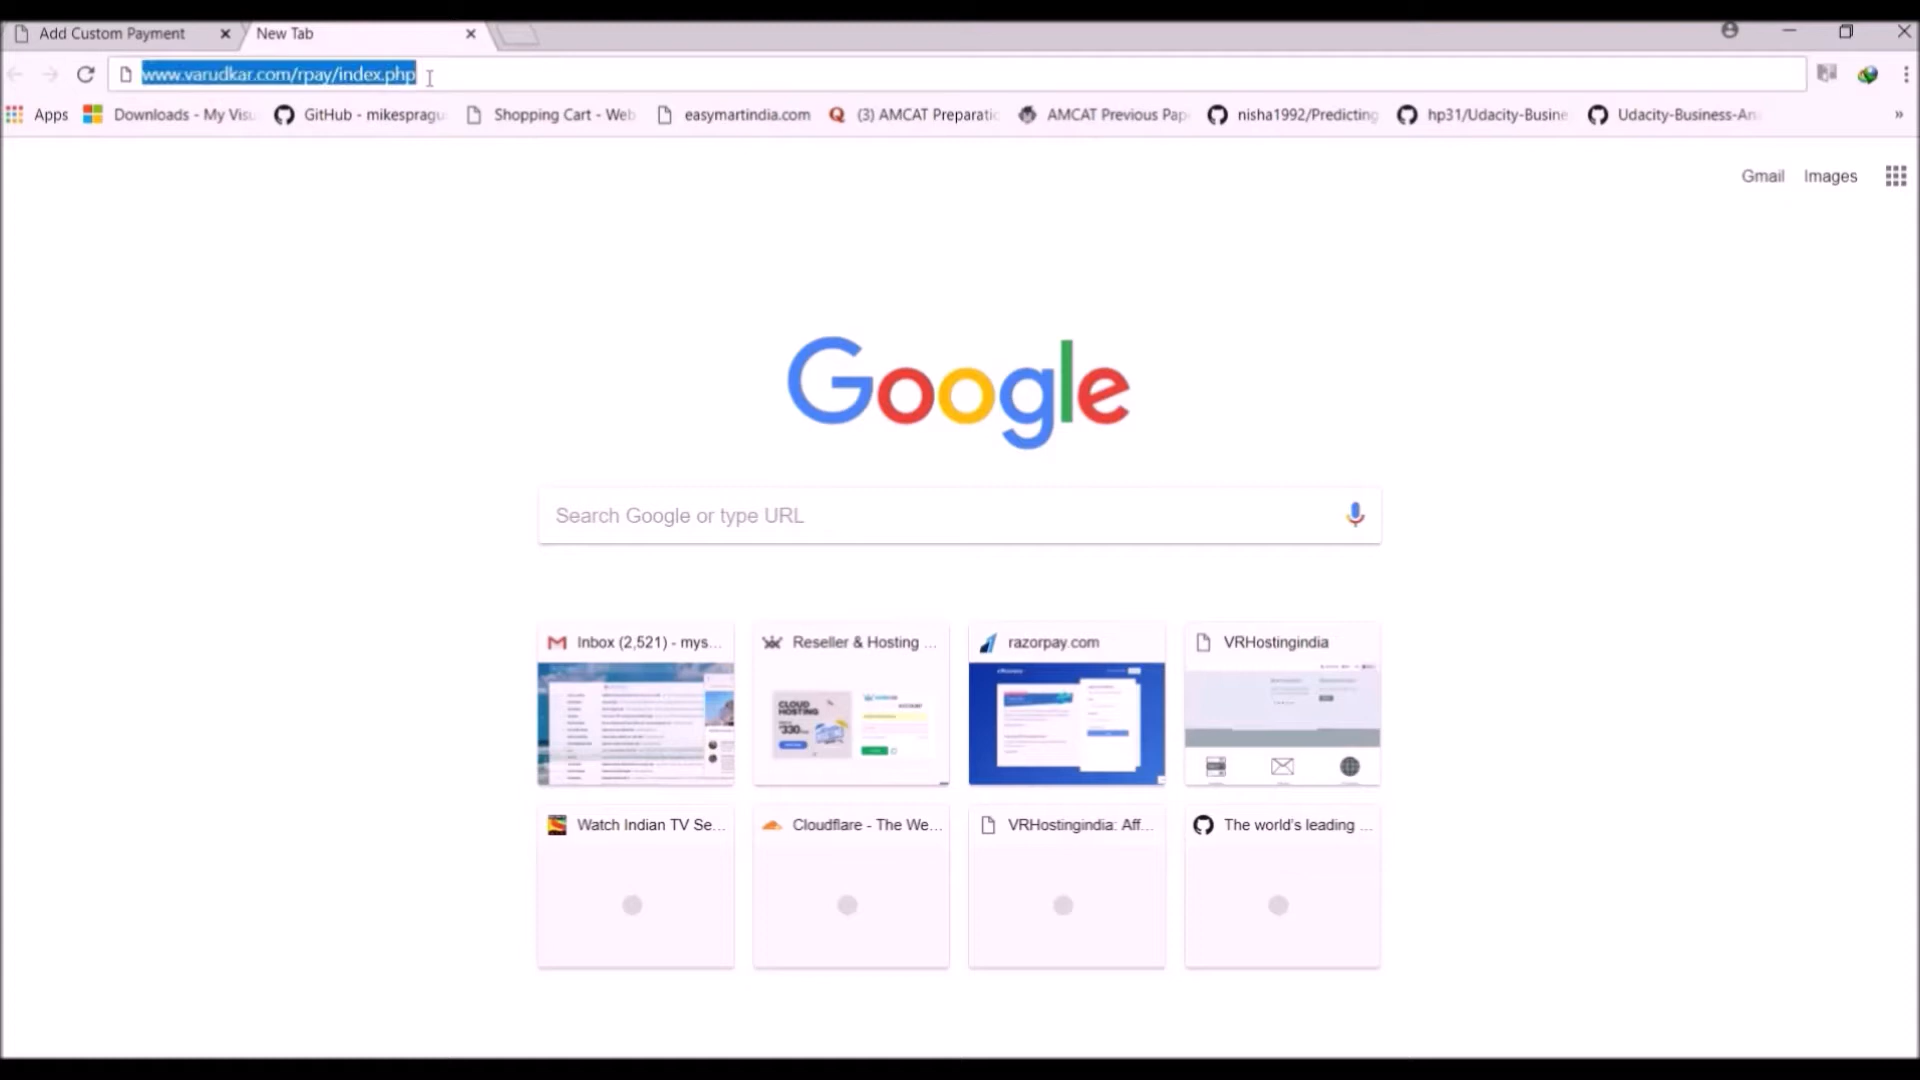 Add Custom Payment
New Tab
www.varudkar.com/rpay/index.php
Apps
Downloads - My Visu
GitHub - mikespragu
Shopping Cart - Web
easymartindia.com
(3) AMCAT Preparatic
AMCAT Previous Pap
nisha1992/Predicting
hp31/Udacity-Busine
Udacity-Business-An
»
Gmail
Images
Google
Search Google or type URL
Inbox (2,521) - mys...
Reseller & Hosting ...
razorpay.com
VRHostingindia
CLOUD
HOSTING
330
Watch Indian TV Se...
Cloudflare - The We...
VRHostingindia: Aff...
The world's leading ...